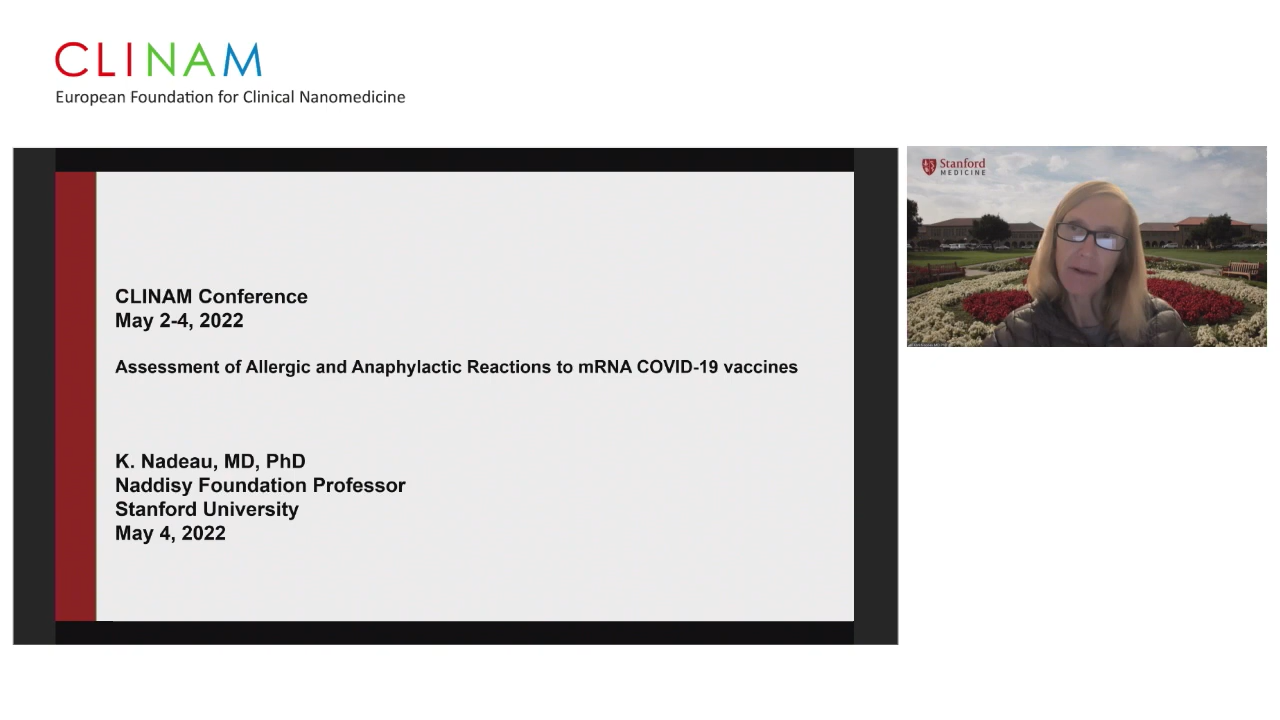 CLINAM
European Foundation for Clinical Nanomedicine
Stanford
MEDICINE
CLINAM Conference
May 2-4, 2022
Assessment of Allergic and Anaphylactic Reactions to mRNA COVID-19 vaccines
K. Nadeau, MD, PhD
Naddisy Foundation Professor
Stanford University
May 4, 2022